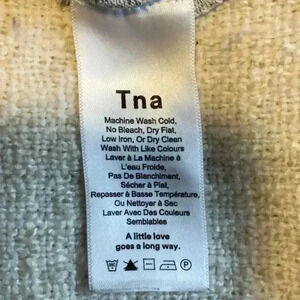 Tna
Machine Wash Cold,
No Bleach, Dry Flat,
Low Iron, Or Dry Clean
Wash With Like Colours
Laver à La Machine à
L'eau Froide,
Pas De Blanchiment,
Sécher à Plat,
Repasser à Basse Température,
Ou Nettoyer à Sec
Laver Avec Des Couleurs
Semblables
A little love
goes a long way.
P